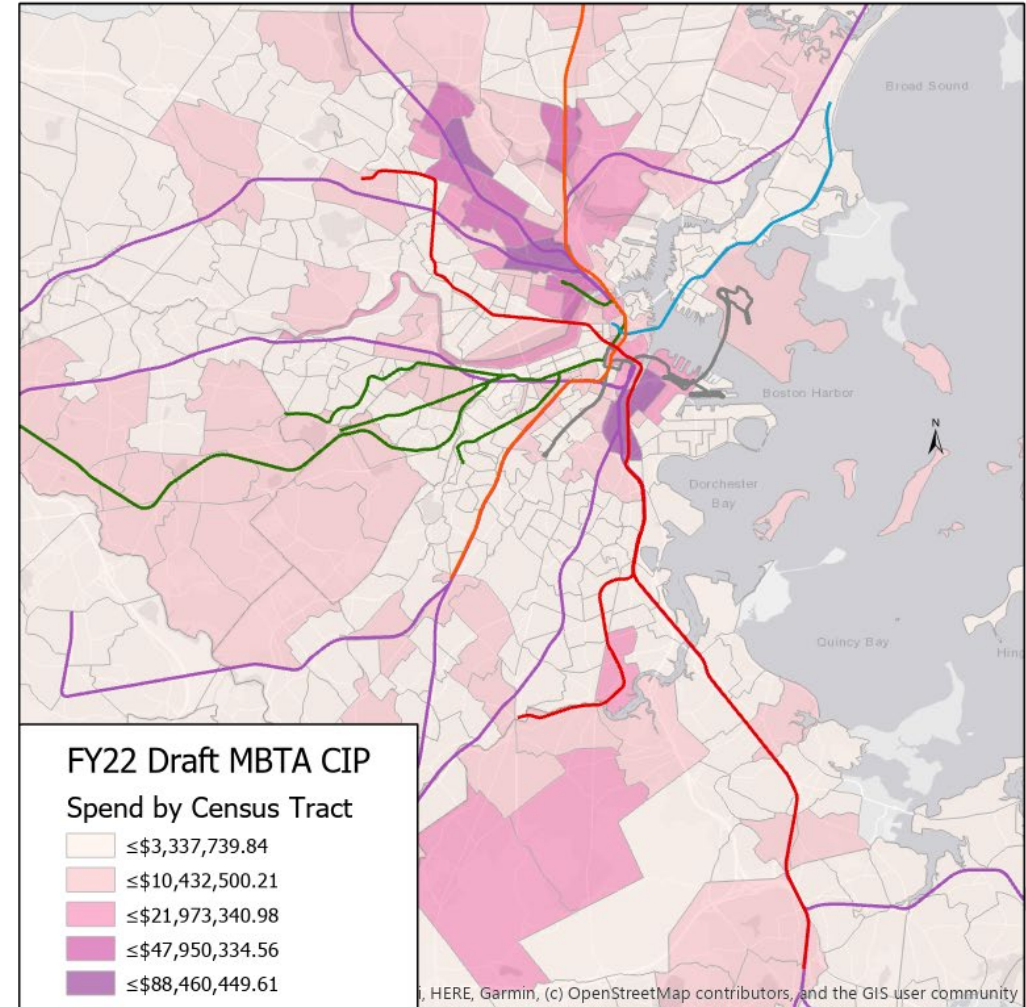 Broad Sound
N
Boston Harbor
Dorchester
Bay
Quincy Bay
Hing
FY22 Draft MBTA CIP
Spend by Census Tract
≤$3,337,739.84
≤$10,432,500.21
≤$21,973,340.98
≤$47,950,334.56
≤$88,460,449.61
i, HERE, Garmin, (c) OpenStreetMap contributors, and the GIS user community